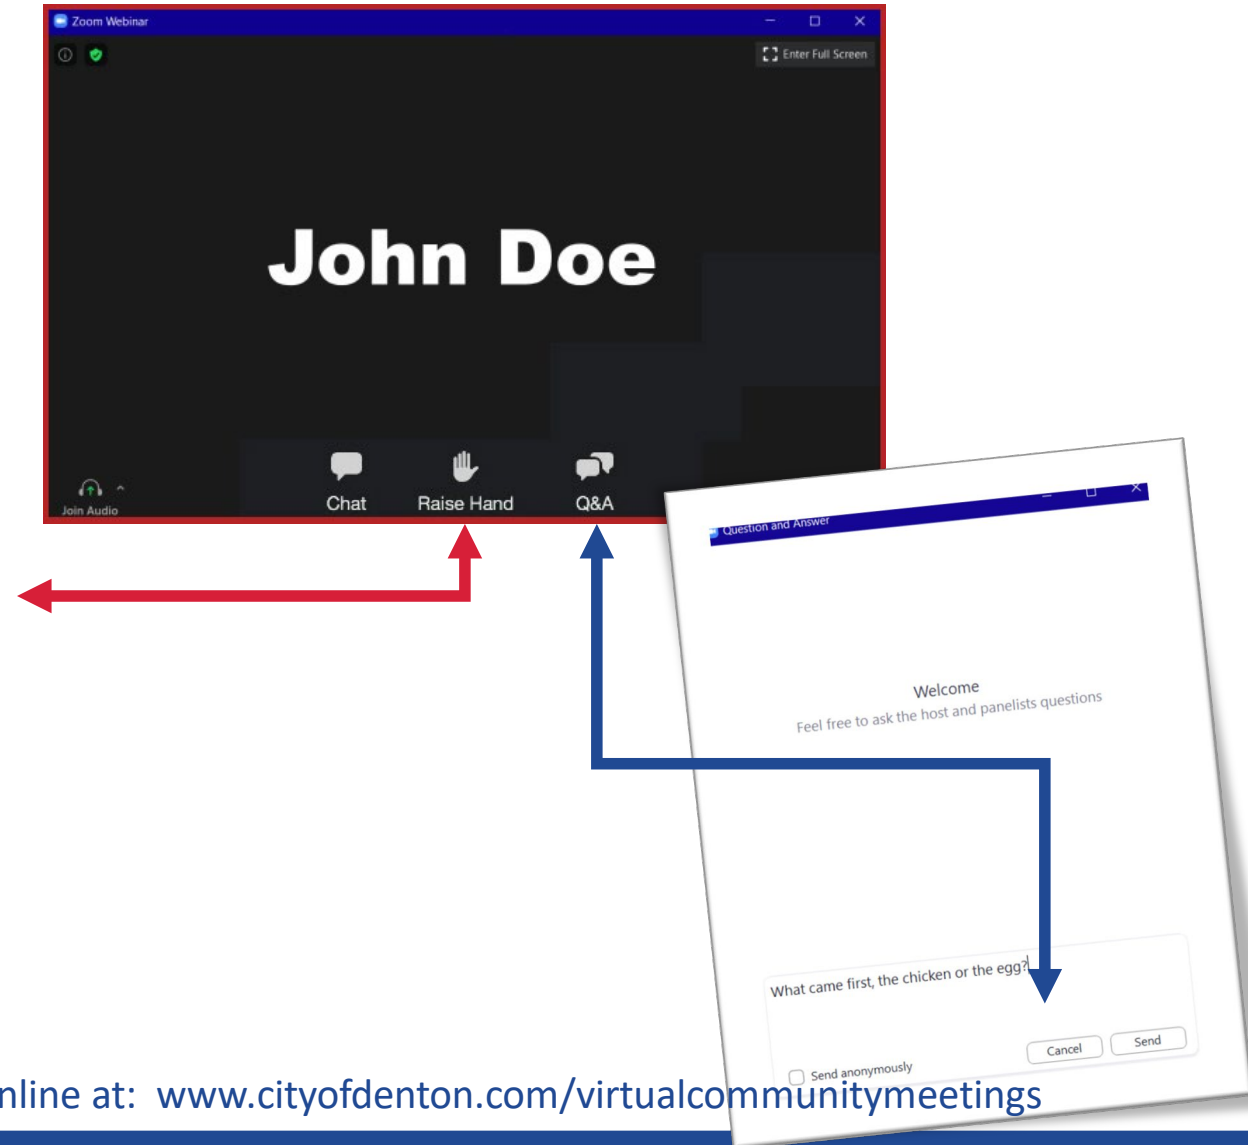 Zoom Webinar
Enter Full Screen
John Doe
Chat Raise Hand Q&A
Join Audio
Question and Answer
Welcome
Feel free to ask the host and panelists questions
What came first, the chicken or the egg?
Cancel Send
Send anonymously
nline at: www.cityofdenton.com/virtualcommunitymeetings